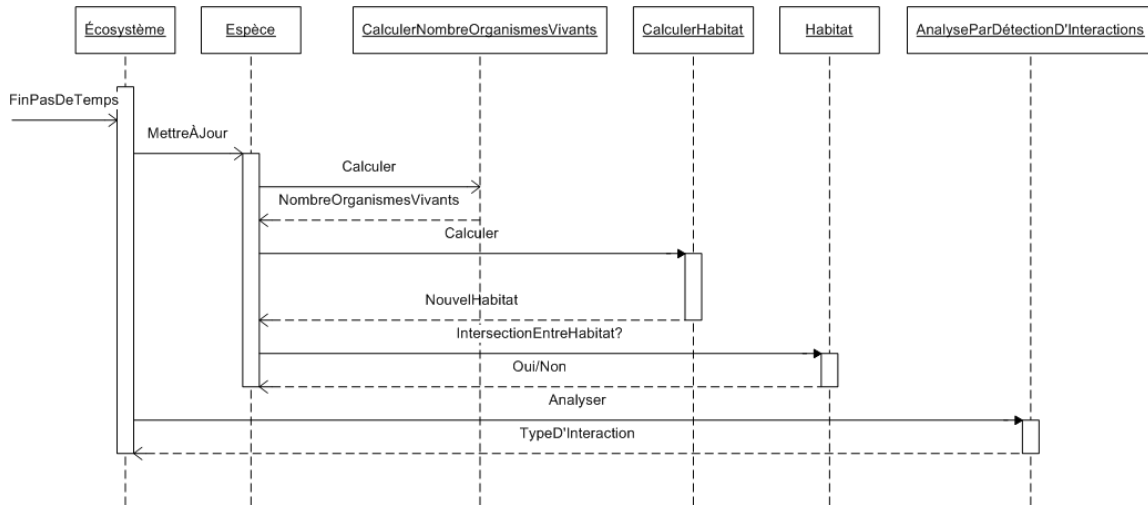 Écosystème
Espèce
CalculerNombreOrganismesVivants
CalculerHabitat
Habitat
AnalyseParDétectionD'Interactions
FinPasDeTemps
MettreÀJour
Calculer
NombreOrganismesVivants
Calculer
NouvelHabitat
IntersectionEntreHabitat?
Oui/Non
Analyser
TypeD'Interaction